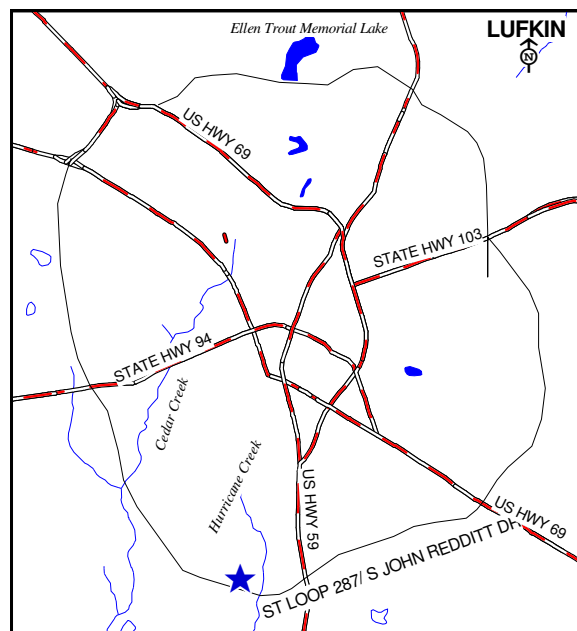 Ellen Trout Memorial Lake
LUFKIN
N
US HWY 69
STATE HWY 103
STATE HWY 94
Cedar Creek
Hurricane Creek
US HWY 59
US HWY 69
ST LOOP 287/ S JOHN REDDITT DR